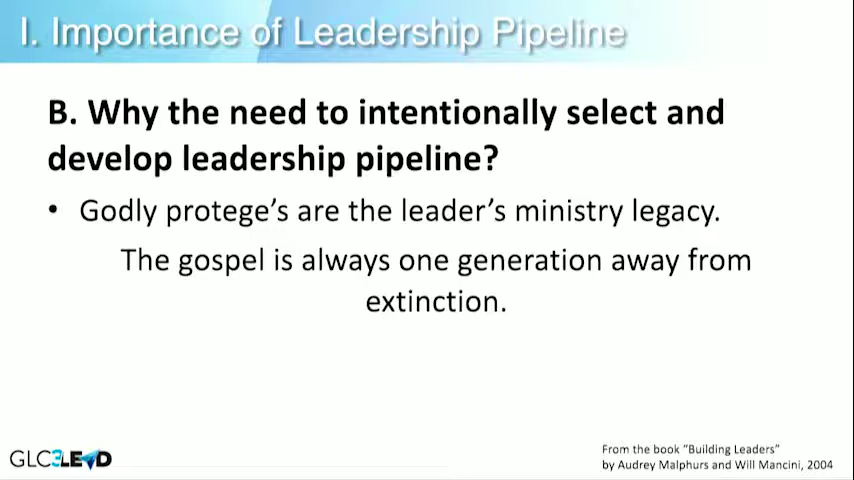 I. Importance of Leadership Pipeline
B. Why the need to intentionally select and
develop leadership pipeline?
• Godly protege’s are the leader’s ministry legacy.
The gospel is always one generation away from
extinction.
From the book “Building Leaders”
by Audrey Malphurs and Will Mancini, 2004